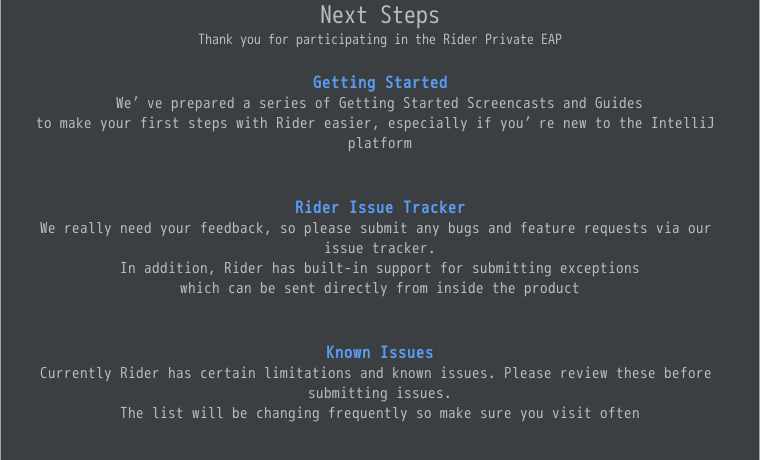 Next Steps
Thank you for participating in the Rider Private EAP
Getting Started
We’ve prepared a series of Getting Started Screencasts and Guides
to make your first steps with Rider easier, especially if you’re new to the IntelliJ
platform
Rider Issue Tracker
We really need your feedback, so please submit any bugs and feature requests via our
issue tracker.
In addition, Rider has built-in support for submitting exceptions
which can be sent directly from inside the product
Known Issues
Currently Rider has certain limitations and known issues. Please review these before
submitting issues.
The list will be changing frequently so make sure you visit often